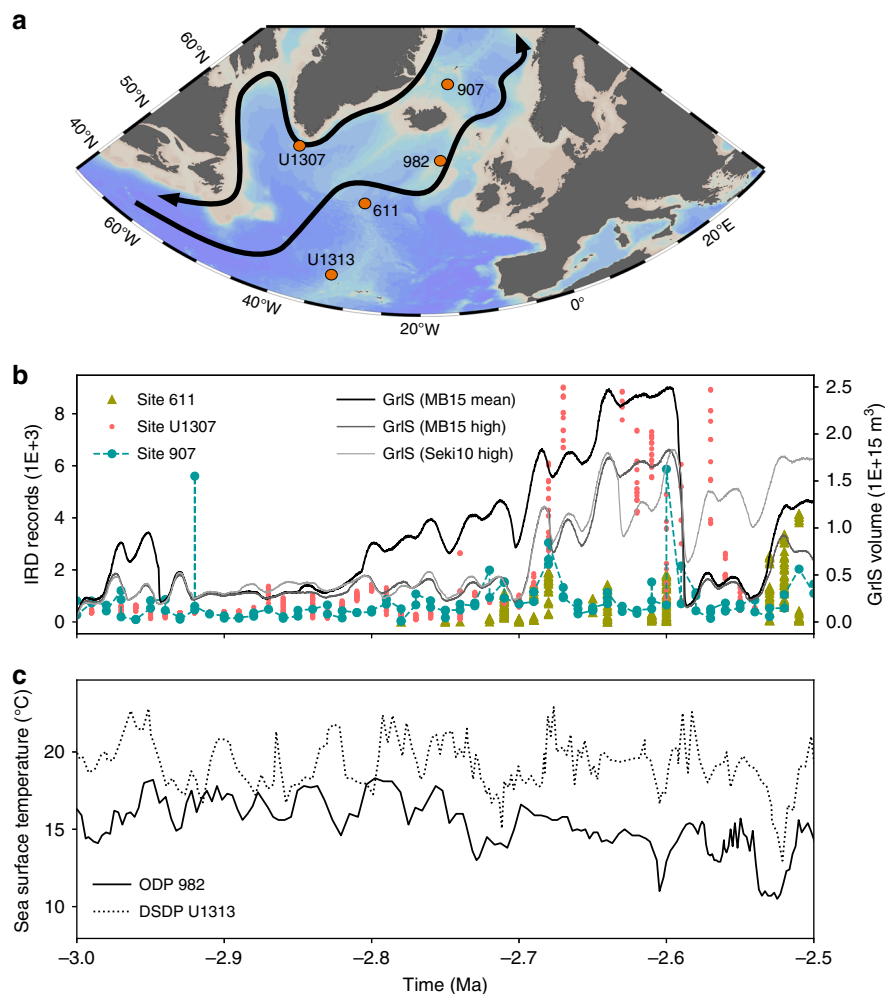 a
60°N
50°N
40°N
907
U1307
982
611
U1313
60°W
40°W
20°W
0°
20°E
b
Site 611
Site U1307
Site 907
GrIS (MB15 mean)
GrIS (MB15 high)
GrIS (Seki10 high)
IRD records (1E+3)
8
6
4
2
0
GrIS volume (1E+15 m³)
2.5
2.0
1.5
1.0
0.5
0.0
c
Sea surface temperature (°C)
20
15
10
ODP 982
DSDP U1313
–3.0 –2.9 –2.8 –2.7 –2.6 –2.5
Time (Ma)